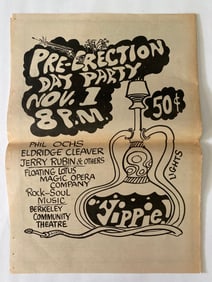 PRE-ERECTION
DAY PARTY
NOV. 1
8 P.M.
50¢
PHIL OCHS
ELDRIDGE CLEAVER
JERRY RUBIN & OTHERS
FLOATING LOTUS
MAGIC OPERA
COMPANY
ROCK-SOUL
MUSIC
BERKELEY
COMMUNITY
THEATRE
LIGHTS
Yippie!